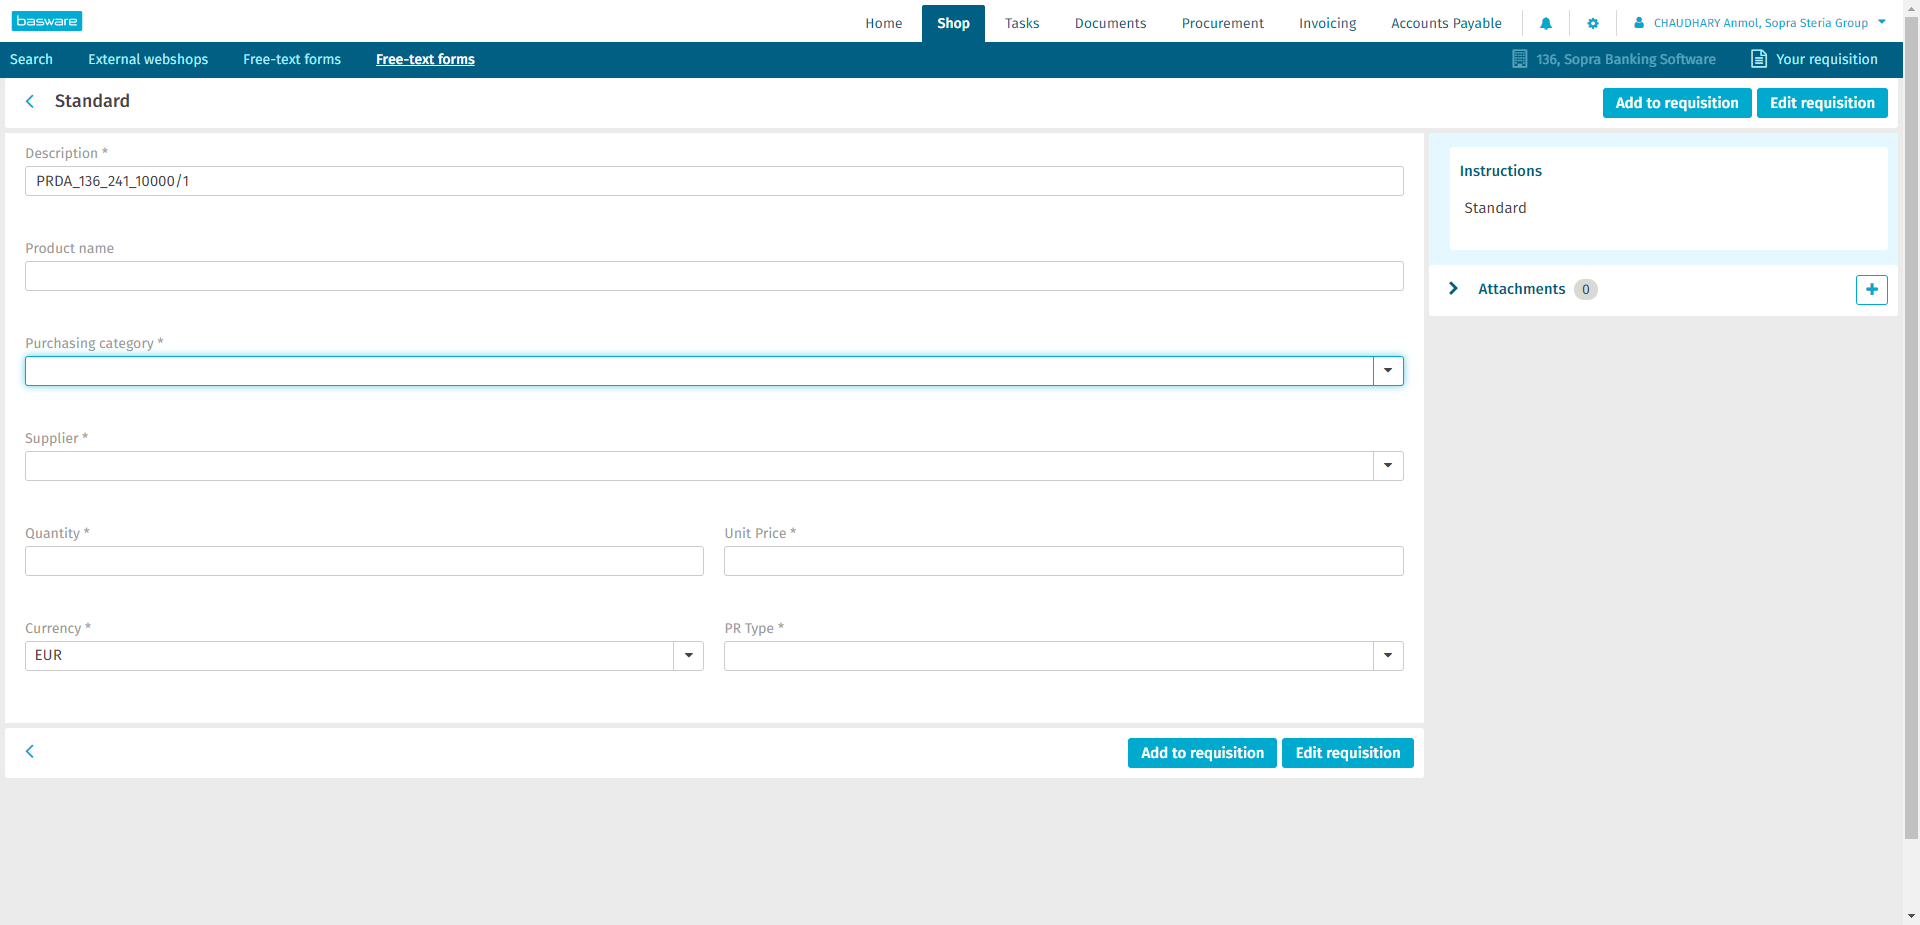 basware
Home Shop Tasks Documents Procurement Invoicing Accounts Payable CHAUDHARY Anmol, Sopra Steria Group
Search External webshops Free-text forms Free-text forms 136, Sopra Banking Software Your requisition
Standard Add to requisition Edit requisition
Description *
PRDA_136_241_10000/1
Product name
Purchasing category *
Supplier *
Quantity * Unit Price *
Currency * PR Type *
EUR
Add to requisition Edit requisition
Instructions
Standard
Attachments 0